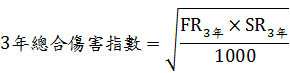 3年總合傷害指數 = √(FR₃年 × SR₃年 / 1000)